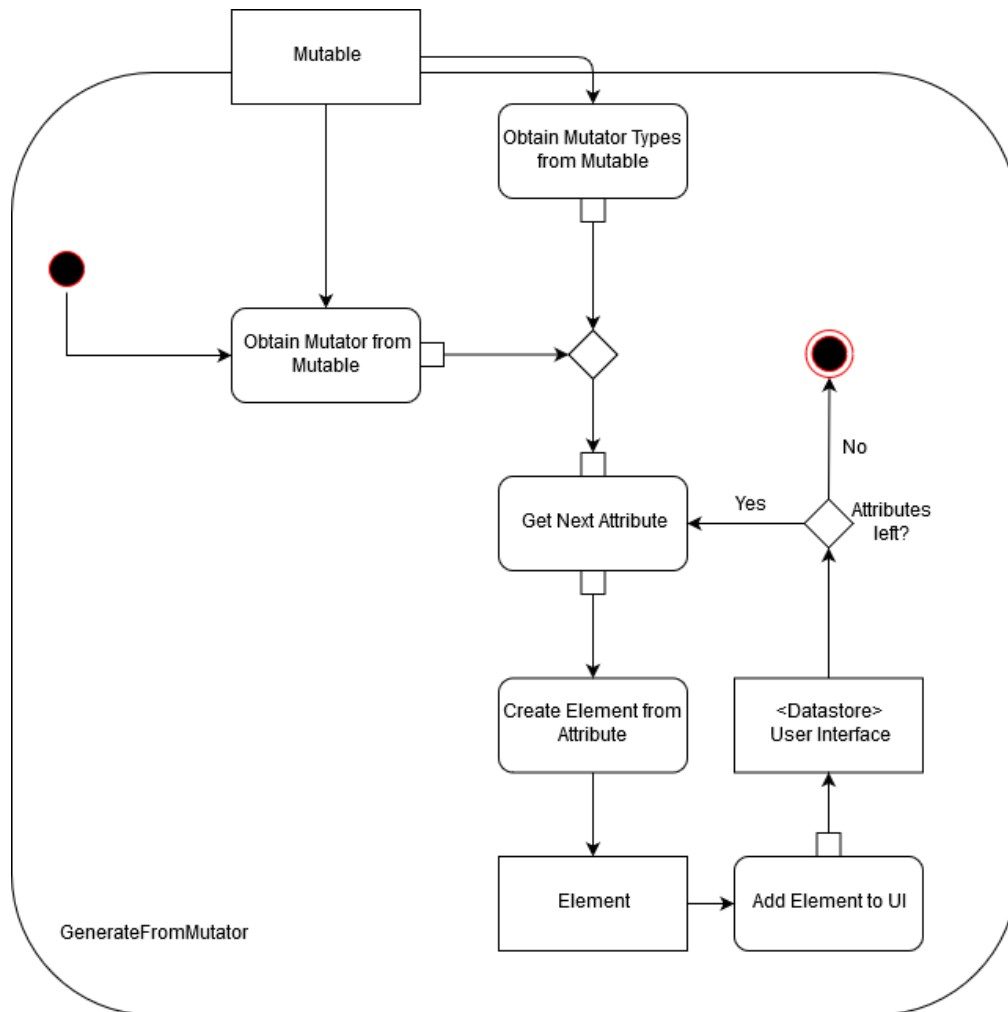 Mutable
Obtain Mutator Types
from Mutable
Obtain Mutator from
Mutable
No
Yes
Attributes
left?
Get Next Attribute
Create Element from
Attribute
<Datastore>
User Interface
Element
Add Element to UI
GenerateFromMutator